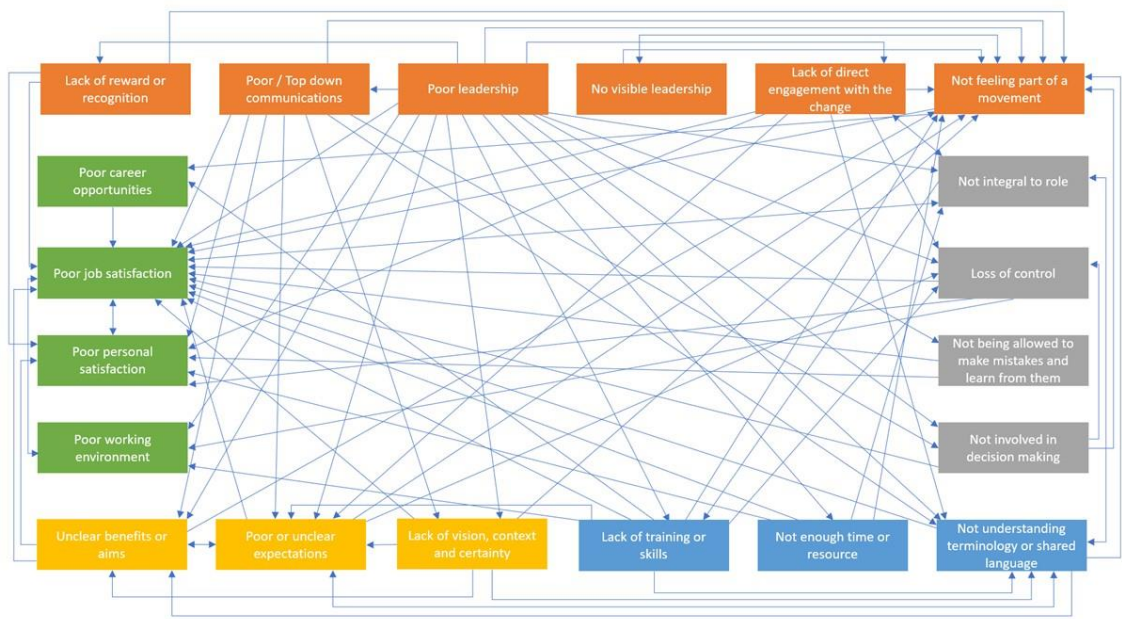 Lack of reward or
recognition
Poor / Top down
communications
Poor leadership
No visible leadership
Lack of direct
engagement with the
change
Not feeling part of a
movement
Poor career
opportunities
Not integral to role
Poor job satisfaction
Loss of control
Poor personal
satisfaction
Not being allowed to
make mistakes and
learn from them
Poor working
environment
Not involved in
decision making
Unclear benefits or
aims
Poor or unclear
expectations
Lack of vision, context
and certainty
Lack of training or
skills
Not enough time or
resource
Not understanding
terminology or shared
language